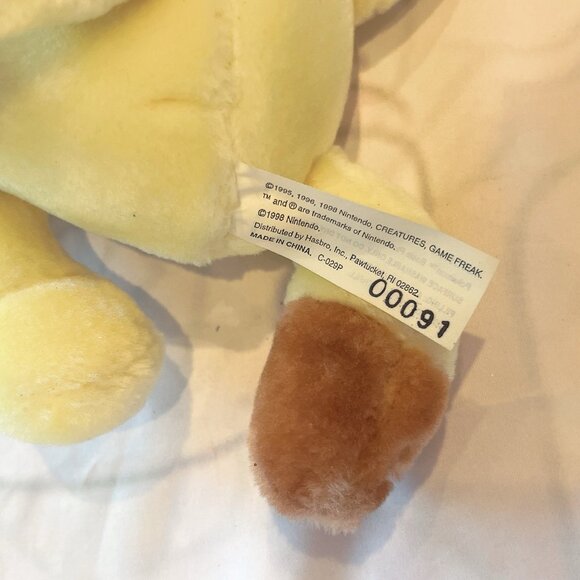 ©1995, 1996, 1998 Nintendo, CREATURES, GAME FREAK.
™ and ® are trademarks of Nintendo.
©1998 Nintendo.
Distributed by Hasbro, Inc., Pawtucket, RI 02862.
MADE IN CHINA. C-029P
00091